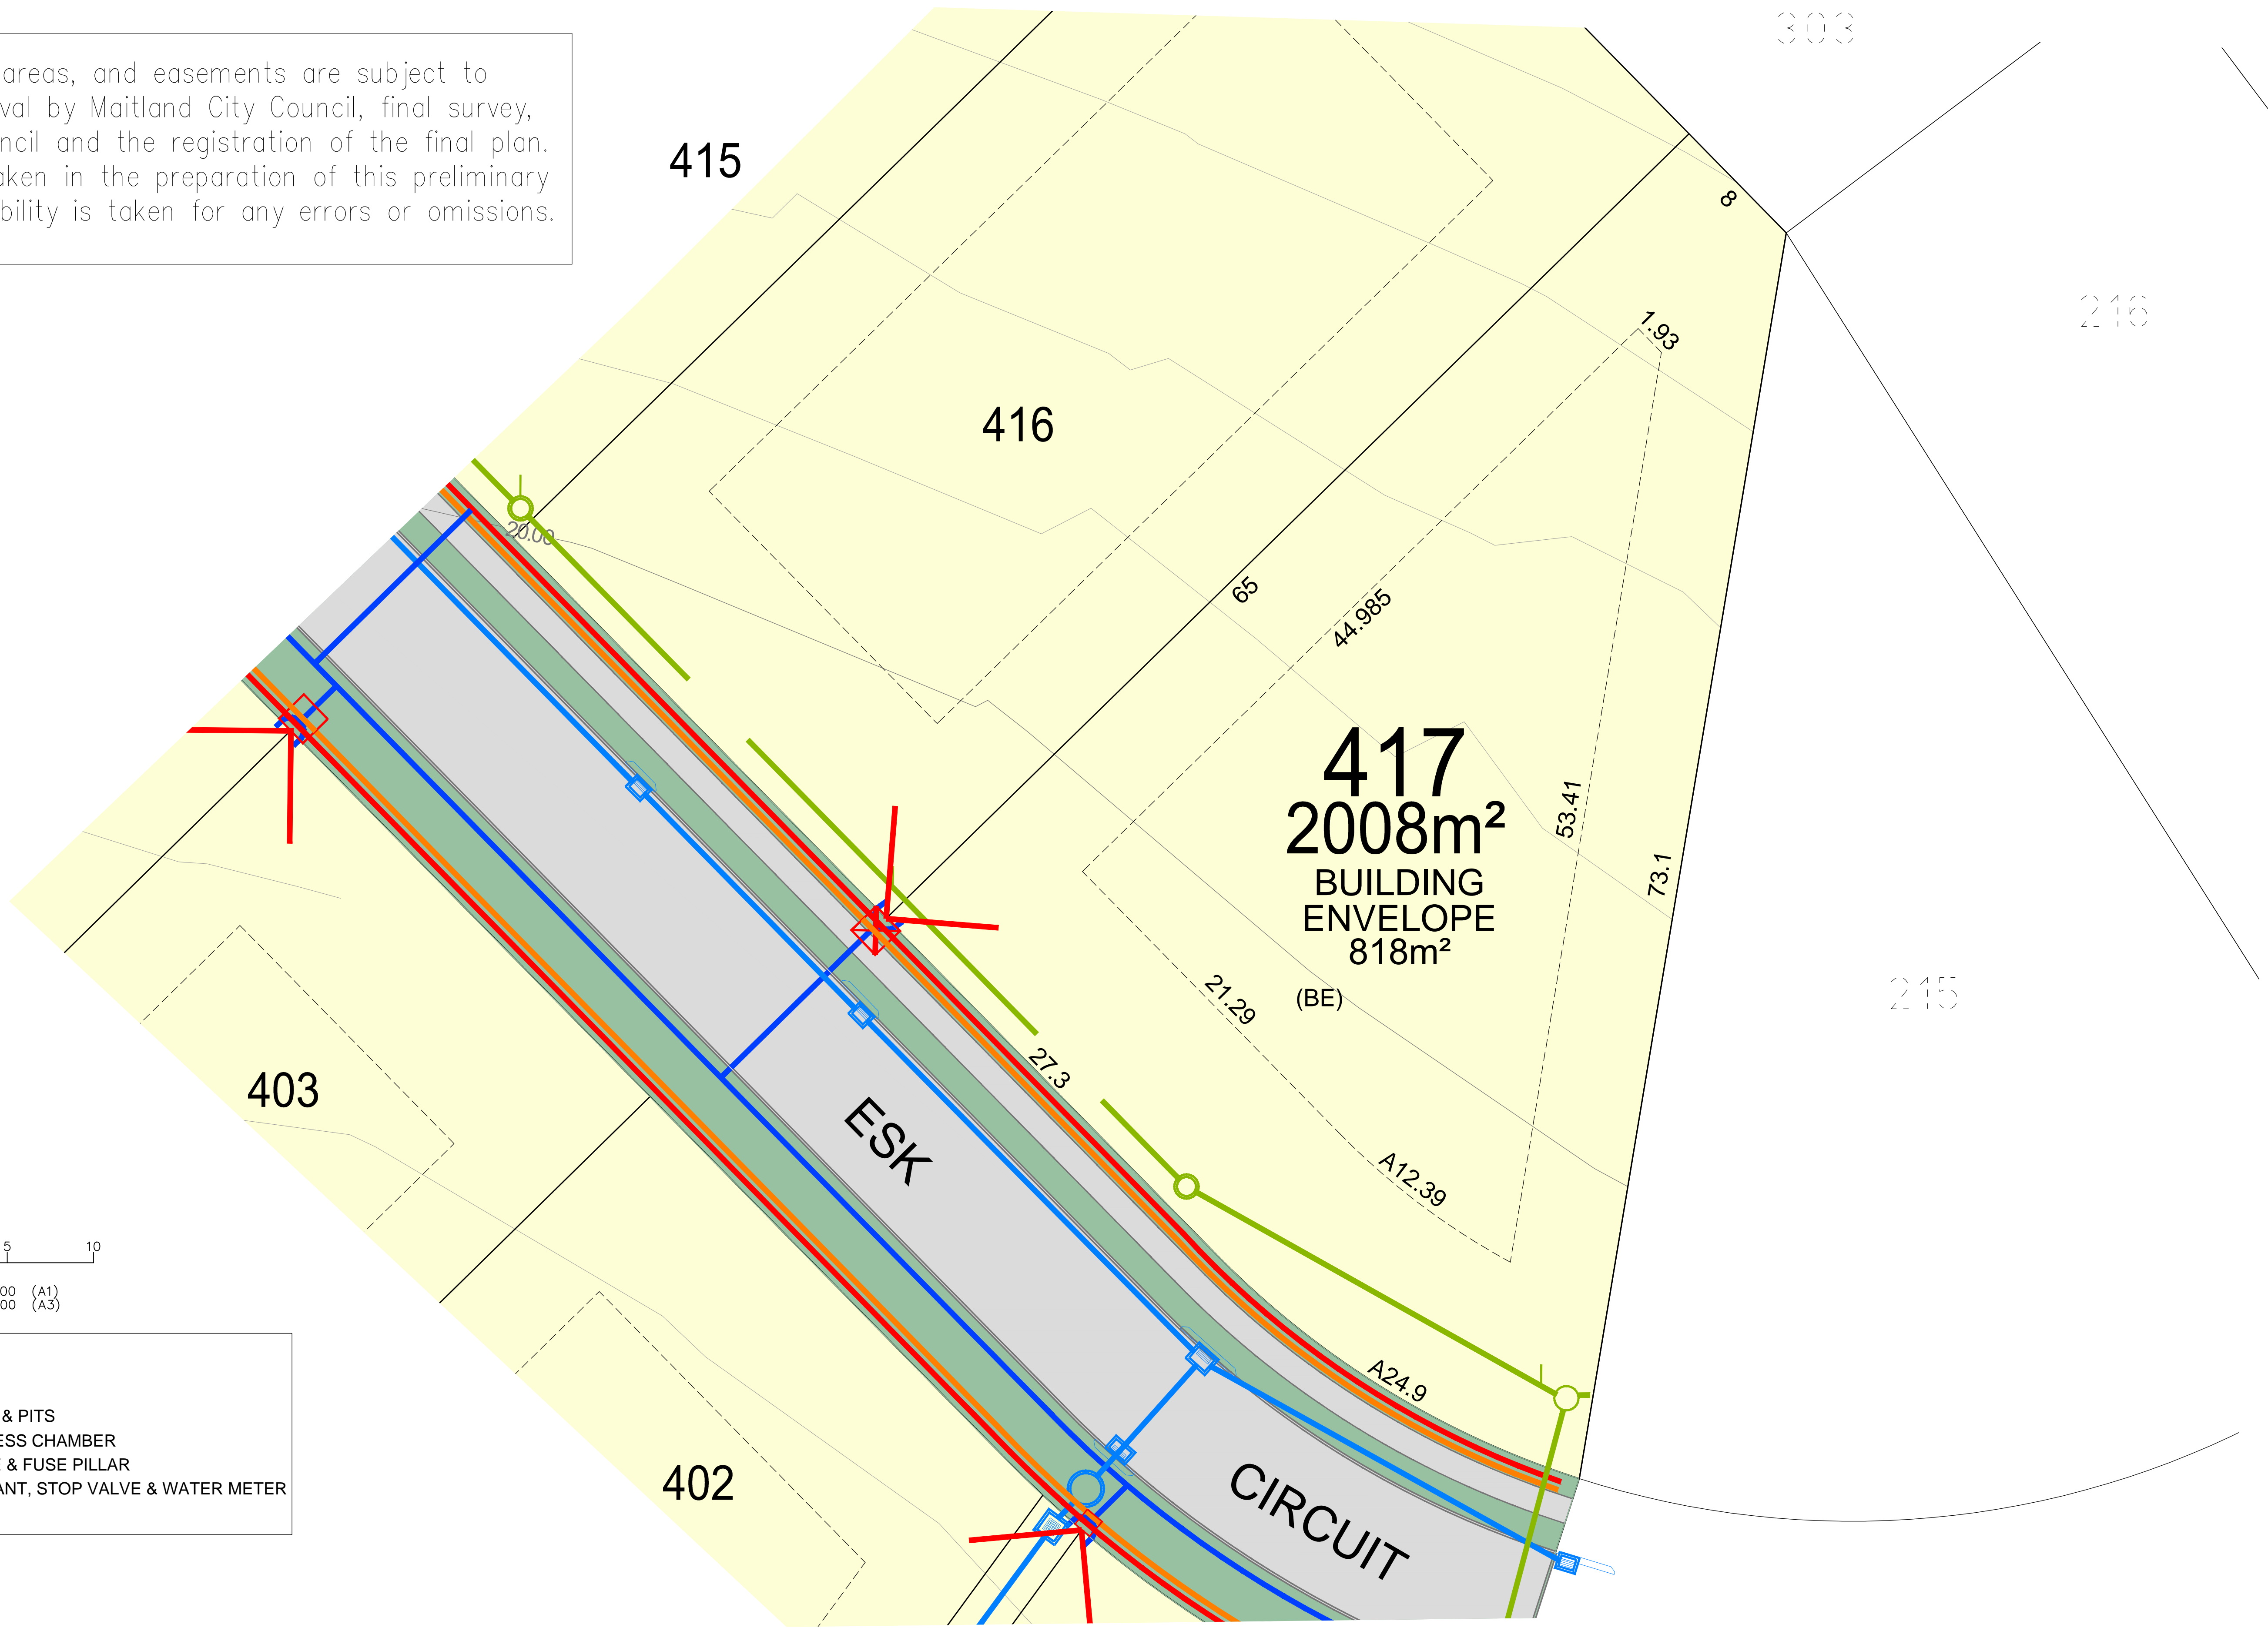 areas, and easements are subject to
val by Maitland City Council, final survey,
ncil and the registration of the final plan.
aken in the preparation of this preliminary
bility is taken for any errors or omissions.
303
415
8
216
1.93
416
20.00
65
44.985
417
2008m²
BUILDING
ENVELOPE
818m²
(BE)
53.41
73.1
21.29
215
27.3
403
ESK
A12.39
5 10
00 (A1)
00 (A3)
A24.9
& PITS
ESS CHAMBER
E & FUSE PILLAR
ANT, STOP VALVE & WATER METER
402
CIRCUIT